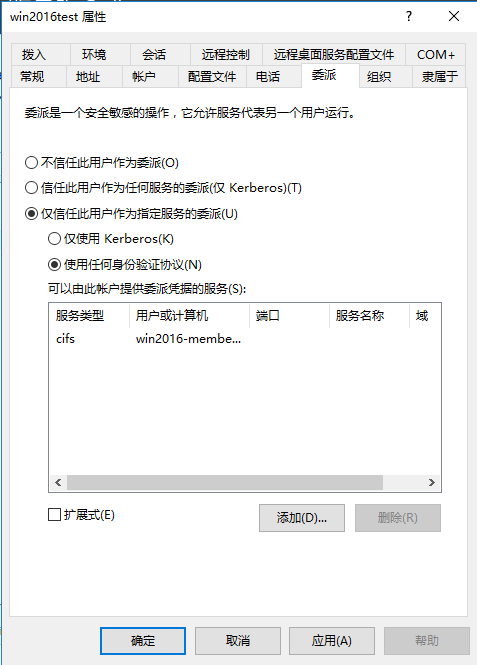 win2016test 属性
拨入 环境 会话 远程控制 远程桌面服务配置文件 COM+
常规 地址 帐户 配置文件 电话 委派 组织 隶属于
委派是一个安全敏感的操作，它允许服务代表另一个用户运行。
不信任此用户作为委派(O)
信任此用户作为任何服务的委派(仅 Kerberos)(T)
仅信任此用户作为指定服务的委派(U)
仅使用 Kerberos(K)
使用任何身份验证协议(N)
可以由此帐户提供委派凭据的服务(S):
服务类型 用户或计算机 端口 服务名称 域
cifs win2016-membe...
扩展式(E) 添加(D)... 删除(R)
确定 取消 应用(A) 帮助